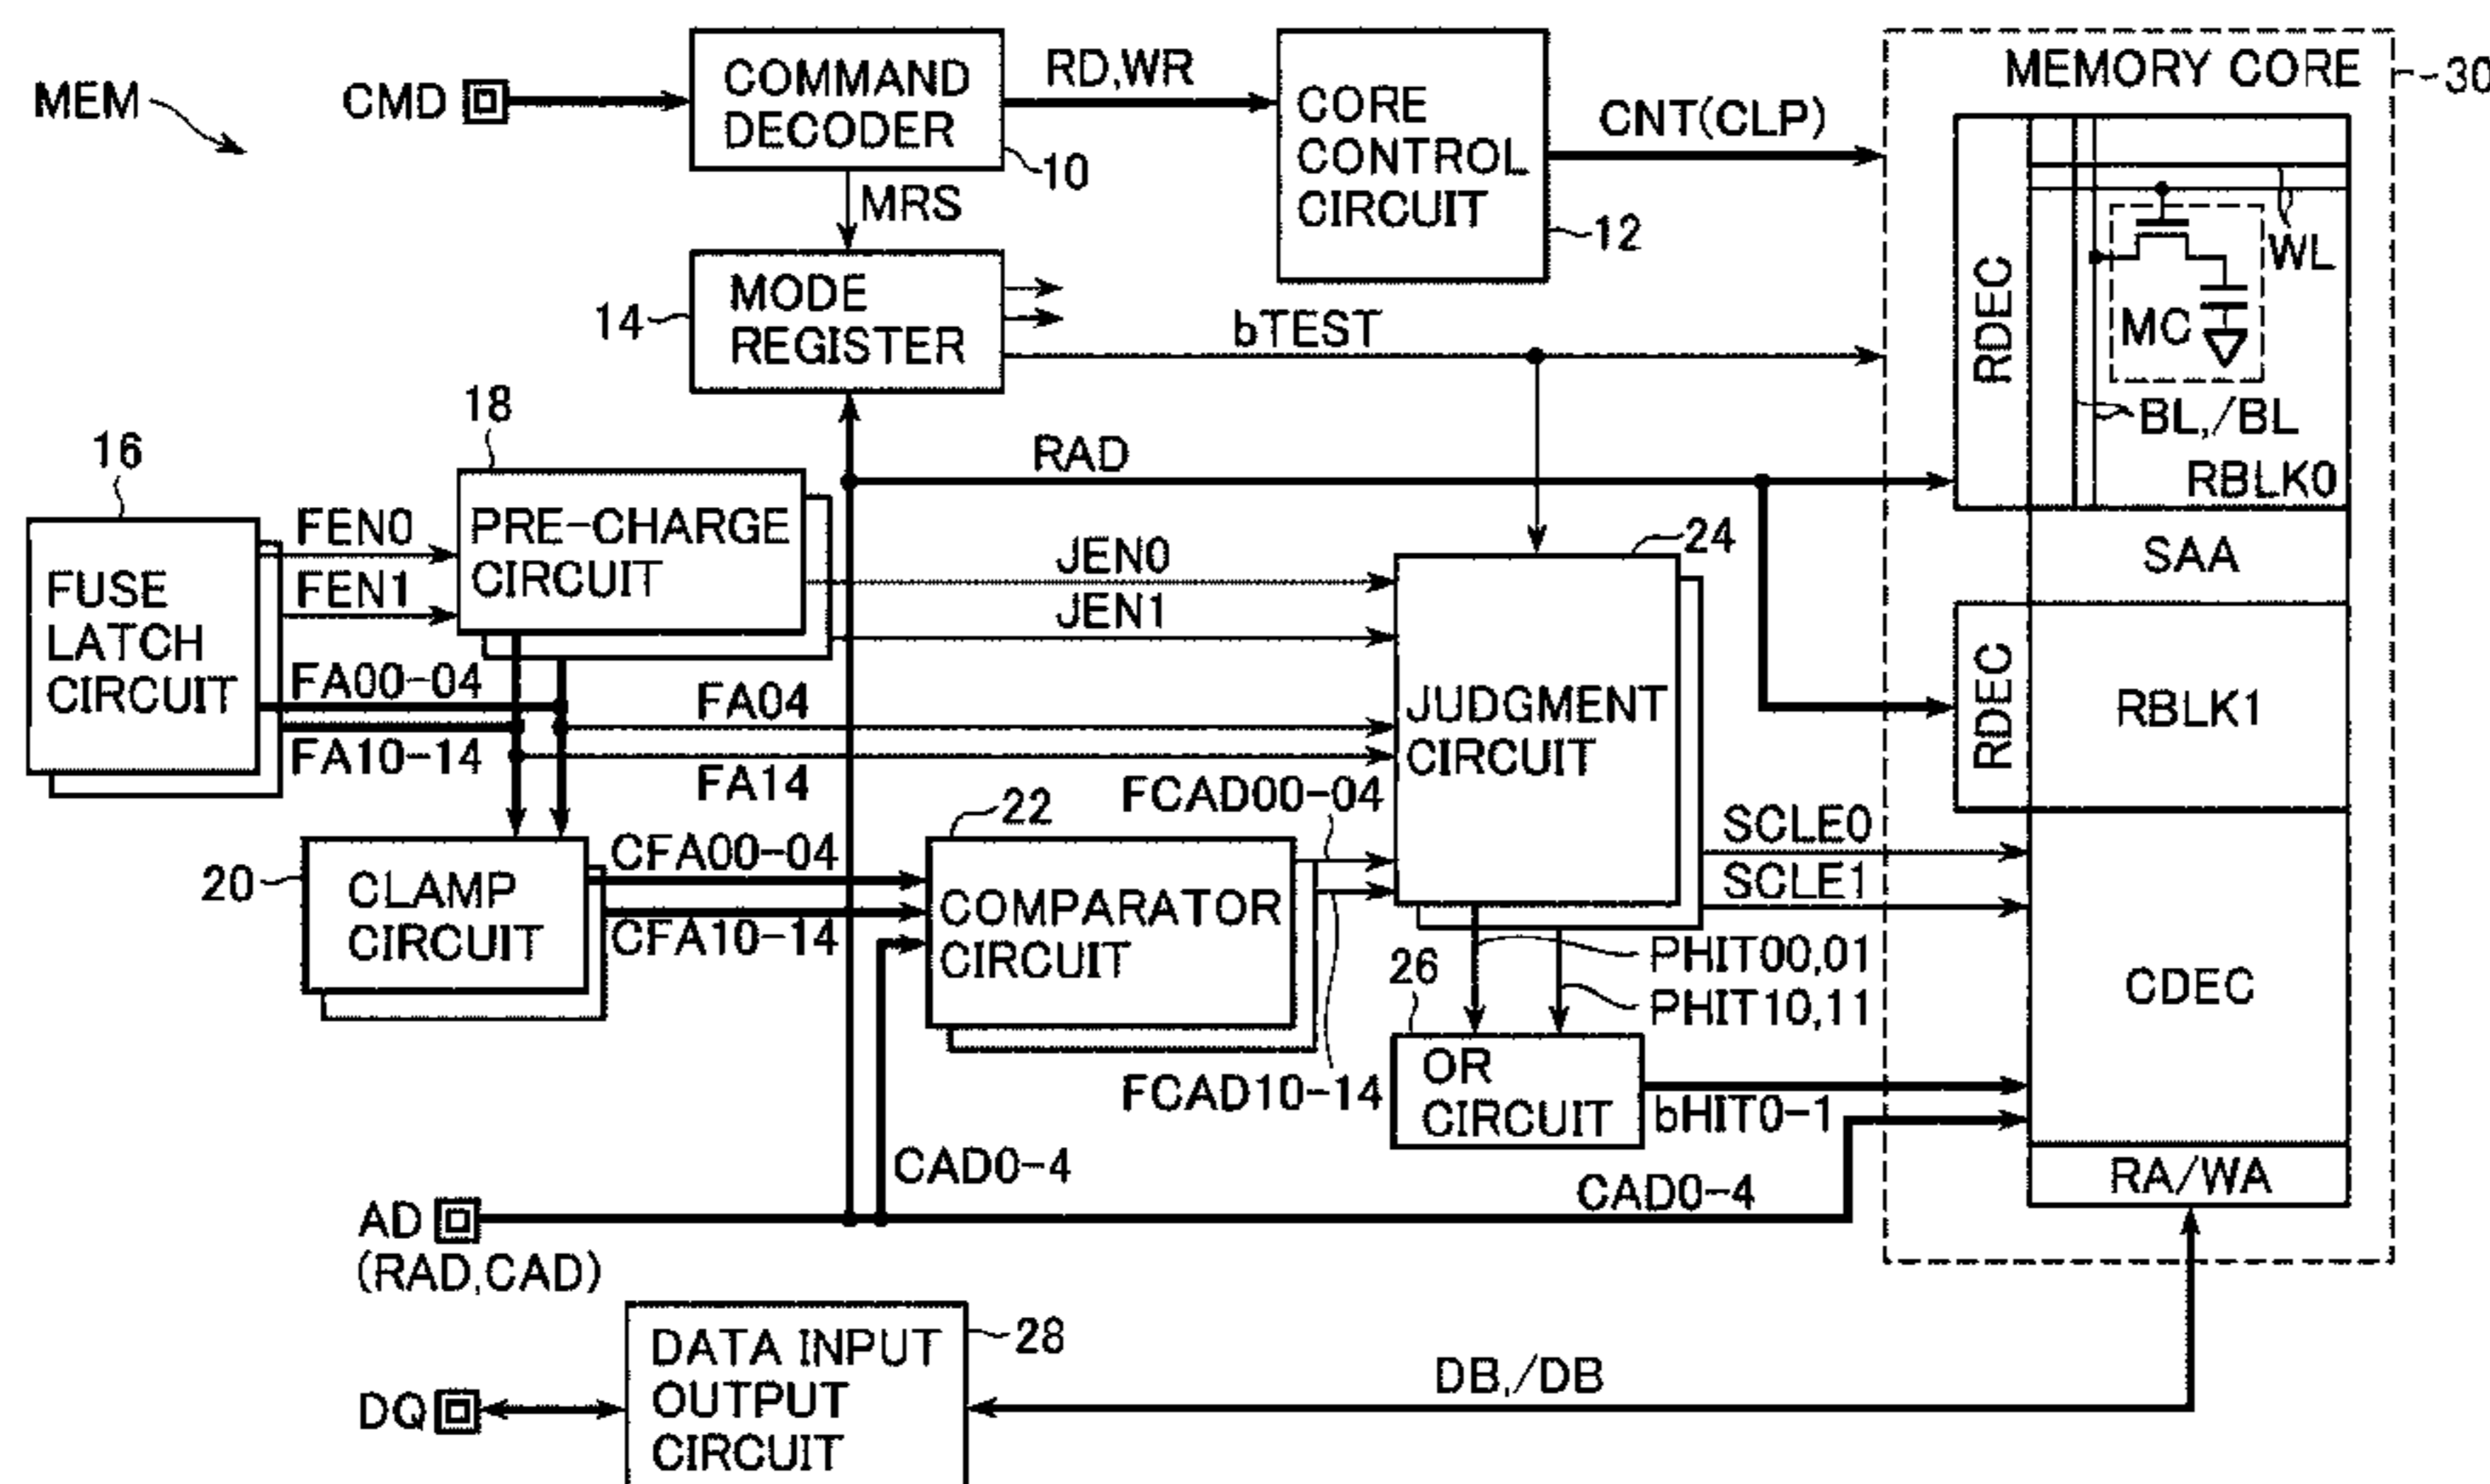 MEM
CMD
COMMAND
DECODER
10
RD,WR
CORE
CONTROL
CIRCUIT
12
CNT(CLP)
MEMORY CORE
30
MRS
14
MODE
REGISTER
bTEST
RDEC
WL
MC
BL,/BL
RBLK0
RAD
16
FUSE
LATCH
CIRCUIT
FEN0
FEN1
18
PRE-CHARGE
CIRCUIT
JEN0
JEN1
24
JUDGMENT
CIRCUIT
SAA
RDEC
RBLK1
FA00-04
FA10-14
FA04
FA14
FCAD00-04
20
CLAMP
CIRCUIT
CFA00-04
CFA10-14
22
COMPARATOR
CIRCUIT
SCLE0
SCLE1
PHIT00,01
PHIT10,11
26
OR
CIRCUIT
FCAD10-14
bHIT0-1
CDEC
CAD0-4
CAD0-4
RA/WA
AD
(RAD,CAD)
28
DATA INPUT
OUTPUT
CIRCUIT
DQ
DB,/DB